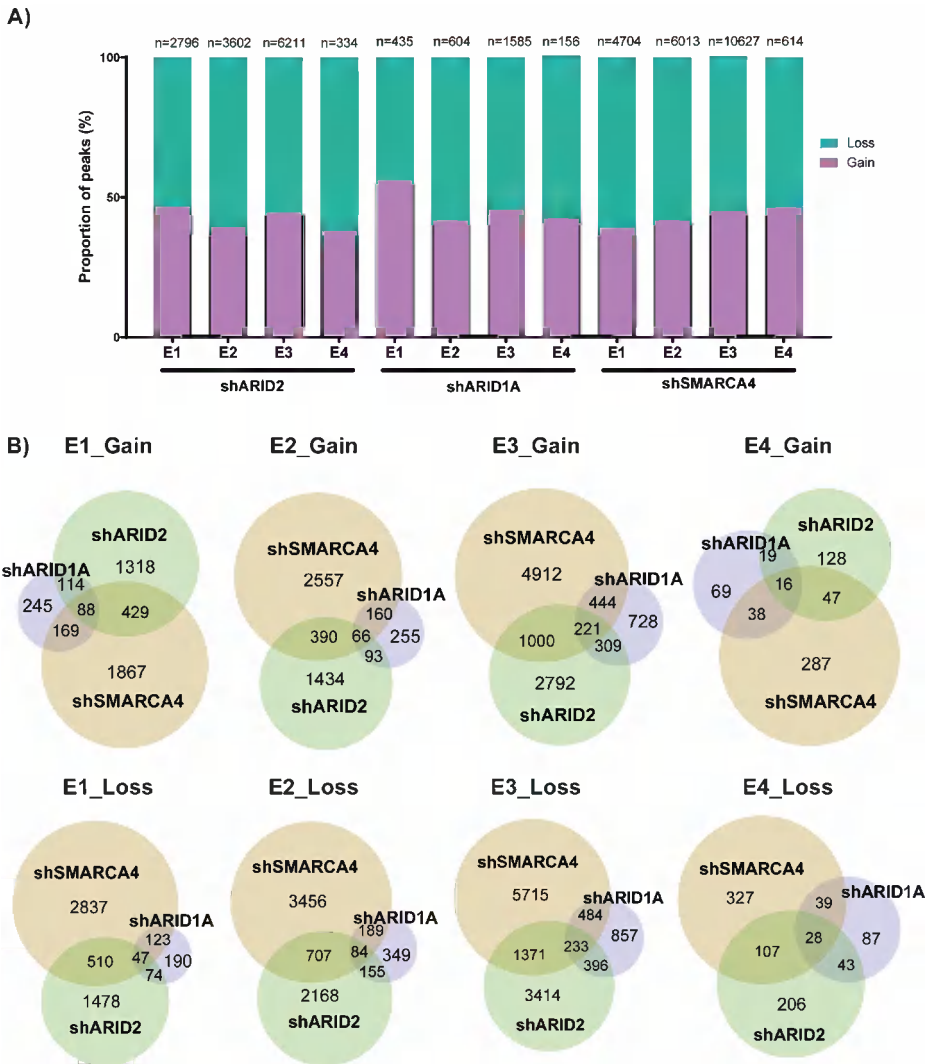 A)
n=2796 n=3602 n=6211 n=334 n=435 n=604 n=1585 n=156 n=4704 n=6013 n=10627 n=614
100
50
0
Proportion of peaks (%)
Loss
Gain
E1 E2 E3 E4 E1 E2 E3 E4 E1 E2 E3 E4
shARID2 shARID1A shSMARCA4
B) E1_Gain E2_Gain E3_Gain E4_Gain
shARID2
1318
shARID1A
114
245
88
429
169
1867
shSMARCA4
shSMARCA4
2557
shARID1A
160
390
66
255
93
1434
shARID2
shSMARCA4
4912
shARID1A
444
728
1000
221
309
2792
shARID2
shARID2
shARID1A
19
128
69
16
47
38
287
shSMARCA4
E1_Loss E2_Loss E3_Loss E4_Loss
shSMARCA4
2837
shARID1A
123
510
47
190
74
1478
shARID2
shSMARCA4
3456
shARID1A
189
707
84
349
155
2168
shARID2
shSMARCA4
5715
shARID1A
484
857
1371
233
396
3414
shARID2
shSMARCA4
327
shARID1A
39
28
87
107
43
206
shARID2